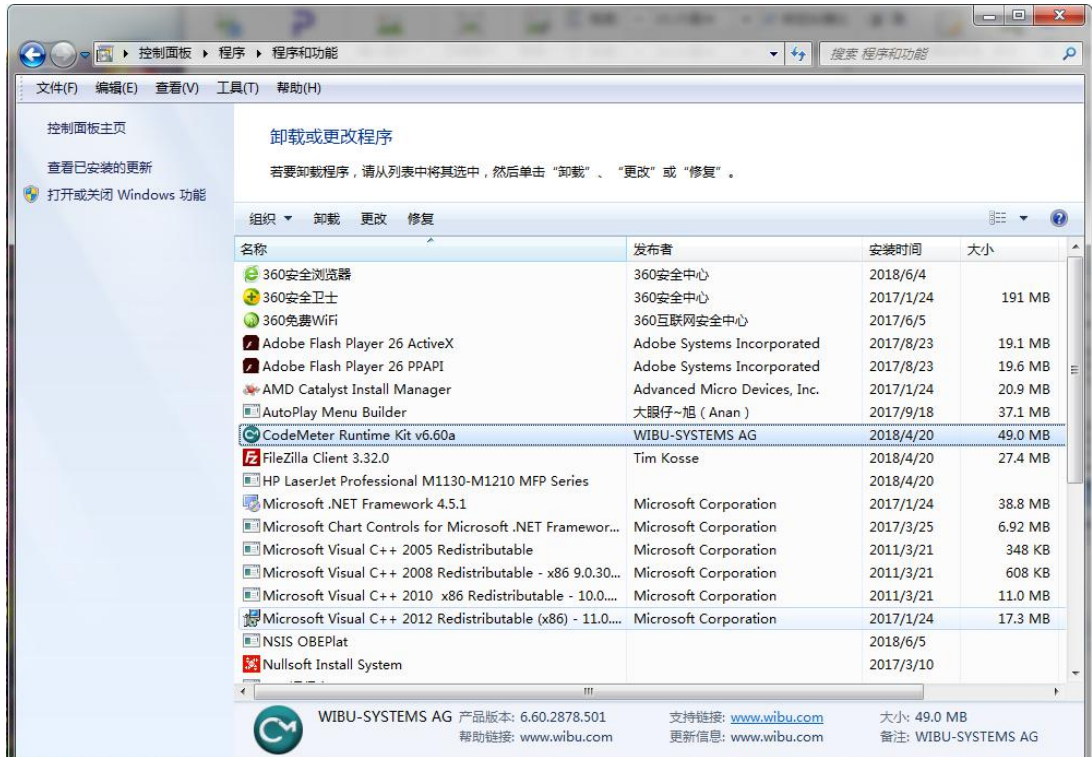 控制面板 程序 程序和功能 搜索 程序和功能
文件(F) 编辑(E) 查看(V) 工具(T) 帮助(H)
控制面板主页
查看已安装的更新
打开或关闭 Windows 功能
卸载或更改程序
若要卸载程序，请从列表中将其选中，然后单击“卸载”、“更改”或“修复”。
组织 卸载 更改 修复
名称 发布者 安装时间 大小
360安全浏览器 360安全中心 2018/6/4
360安全卫士 360安全中心 2017/1/24 191 MB
360免费WiFi 360互联网安全中心 2017/6/5
Adobe Flash Player 26 ActiveX Adobe Systems Incorporated 2017/8/23 19.1 MB
Adobe Flash Player 26 PPAPI Adobe Systems Incorporated 2017/8/23 19.6 MB
AMD Catalyst Install Manager Advanced Micro Devices, Inc. 2017/1/24 20.9 MB
AutoPlay Menu Builder 大眼仔~旭 ( Anan ) 2017/9/18 37.1 MB
CodeMeter Runtime Kit v6.60a WIBU-SYSTEMS AG 2018/4/20 49.0 MB
FileZilla Client 3.32.0 Tim Kosse 2018/4/20 27.4 MB
HP LaserJet Professional M1130-M1210 MFP Series 2018/4/20
Microsoft .NET Framework 4.5.1 Microsoft Corporation 2017/1/24 38.8 MB
Microsoft Chart Controls for Microsoft .NET Framewor... Microsoft Corporation 2017/3/25 6.92 MB
Microsoft Visual C++ 2005 Redistributable Microsoft Corporation 2011/3/21 348 KB
Microsoft Visual C++ 2008 Redistributable - x86 9.0.30... Microsoft Corporation 2011/3/21 608 KB
Microsoft Visual C++ 2010 x86 Redistributable - 10.0.... Microsoft Corporation 2011/3/21 11.0 MB
Microsoft Visual C++ 2012 Redistributable (x86) - 11.0.... Microsoft Corporation 2017/1/24 17.3 MB
NSIS OBEPlat 2018/6/5
Nullsoft Install System 2017/3/10
WIBU-SYSTEMS AG 产品版本: 6.60.2878.501 支持链接: www.wibu.com 大小: 49.0 MB
帮助链接: www.wibu.com 更新信息: www.wibu.com 备注: WIBU-SYSTEMS AG